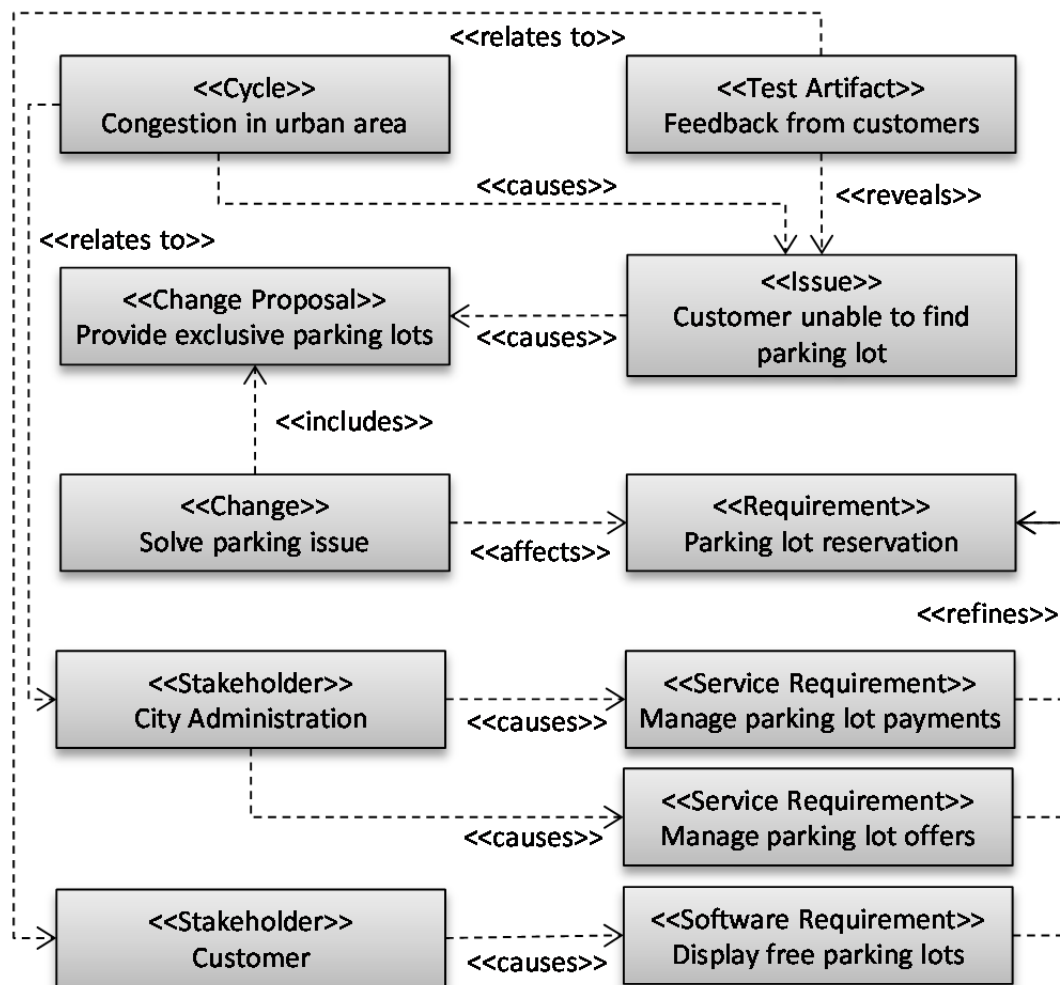 <<relates to>>
<<Cycle>>
Congestion in urban area
<<Test Artifact>>
Feedback from customers
<<causes>>
<<reveals>>
<<relates to>>
<<Change Proposal>>
Provide exclusive parking lots
<<causes>>
<<Issue>>
Customer unable to find
parking lot
<<includes>>
<<Change>>
Solve parking issue
<<affects>>
<<Requirement>>
Parking lot reservation
<<refines>>
<<Stakeholder>>
City Administration
<<causes>>
<<Service Requirement>>
Manage parking lot payments
<<causes>>
<<Service Requirement>>
Manage parking lot offers
<<Stakeholder>>
Customer
<<causes>>
<<Software Requirement>>
Display free parking lots